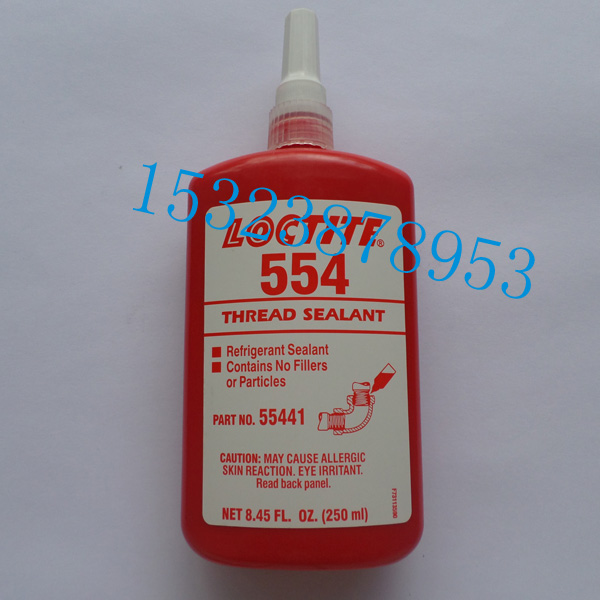 15323878953
LOCTITE®
554
THREAD SEALANT
■ Refrigerant Sealant
■ Contains No Fillers
or Particles
PART NO. 55441
CAUTION: MAY CAUSE ALLERGIC
SKIN REACTION. EYE IRRITANT.
Read back panel.
NET 8.45 FL. OZ. (250 ml)